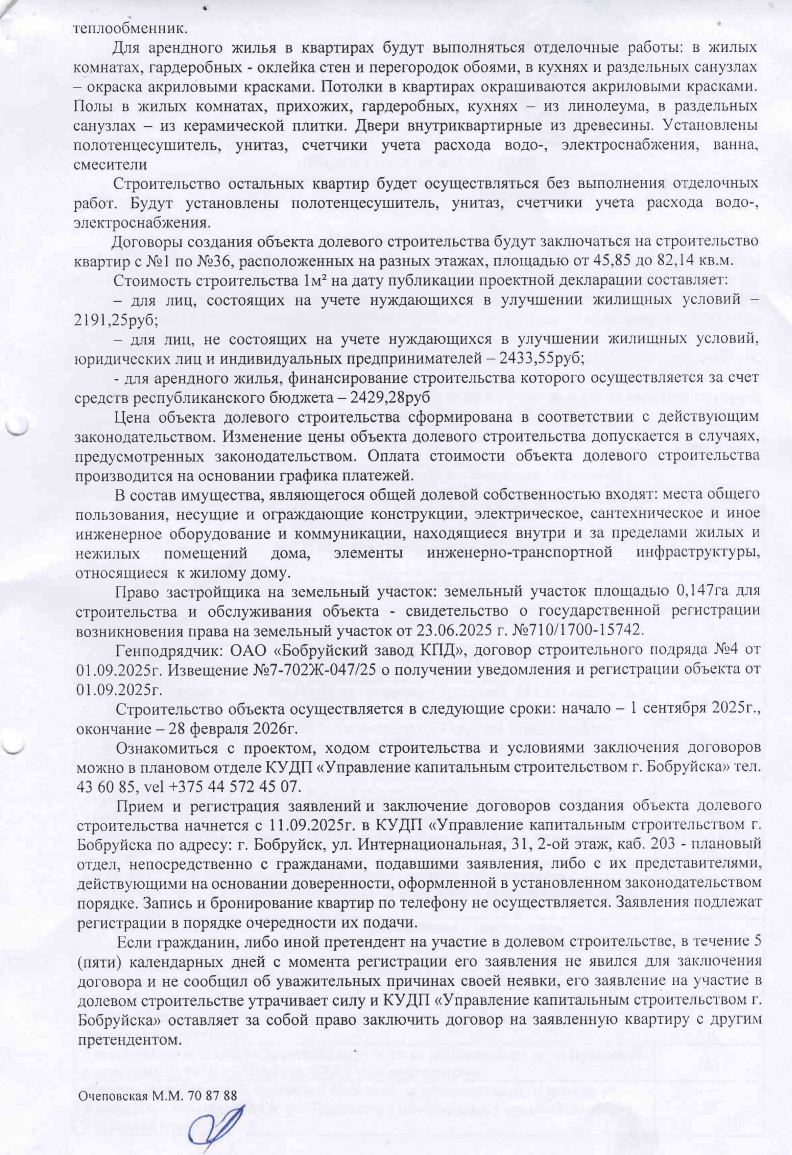 теплообменник.
Для арендного жилья в квартирах будут выполняться отделочные работы: в жилых
комнатах, гардеробных - оклейка стен и перегородок обоями, в кухнях и раздельных санузлах
– окраска акриловыми красками. Потолки в квартирах окрашиваются акриловыми красками.
Полы в жилых комнатах, прихожих, гардеробных, кухнях – из линолеума, в раздельных
санузлах – из керамической плитки. Двери внутриквартирные из древесины. Установлены
полотенцесушитель, унитаз, счетчики учета расхода водо-, электроснабжения, ванна,
смесители
Строительство остальных квартир будет осуществляться без выполнения отделочных
работ. Будут установлены полотенцесушитель, унитаз, счетчики учета расхода водо-,
электроснабжения.
Договоры создания объекта долевого строительства будут заключаться на строительство
квартир с №1 по №36, расположенных на разных этажах, площадью от 45,85 до 82,14 кв.м.
Стоимость строительства 1м² на дату публикации проектной декларации составляет:
– для лиц, состоящих на учете нуждающихся в улучшении жилищных условий –
2191,25руб;
– для лиц, не состоящих на учете нуждающихся в улучшении жилищных условий,
юридических лиц и индивидуальных предпринимателей – 2433,55руб;
- для арендного жилья, финансирование строительства которого осуществляется за счет
средств республиканского бюджета – 2429,28руб
Цена объекта долевого строительства сформирована в соответствии с действующим
законодательством. Изменение цены объекта долевого строительства допускается в случаях,
предусмотренных законодательством. Оплата стоимости объекта долевого строительства
производится на основании графика платежей.
В состав имущества, являющегося общей долевой собственностью входят: места общего
пользования, несущие и ограждающие конструкции, электрическое, сантехническое и иное
инженерное оборудование и коммуникации, находящиеся внутри и за пределами жилых и
нежилых помещений дома, элементы инженерно-транспортной инфраструктуры,
относящиеся к жилому дому.
Право застройщика на земельный участок: земельный участок площадью 0,147га для
строительства и обслуживания объекта - свидетельство о государственной регистрации
возникновения права на земельный участок от 23.06.2025 г. №710/1700-15742.
Генподрядчик: ОАО «Бобруйский завод КПД», договор строительного подряда №4 от
01.09.2025г. Извещение №7-702Ж-047/25 о получении уведомления и регистрации объекта от
01.09.2025г.
Строительство объекта осуществляется в следующие сроки: начало – 1 сентября 2025г.,
окончание – 28 февраля 2026г.
Ознакомиться с проектом, ходом строительства и условиями заключения договоров
можно в плановом отделе КУДП «Управление капитальным строительством г. Бобруйска» тел.
43 60 85, vel +375 44 572 45 07.
Прием и регистрация заявлений и заключение договоров создания объекта долевого
строительства начнется с 11.09.2025г. в КУДП «Управление капитальным строительством г.
Бобруйска по адресу: г. Бобруйск, ул. Интернациональная, 31, 2-ой этаж, каб. 203 - плановый
отдел, непосредственно с гражданами, подавшими заявления, либо с их представителями,
действующими на основании доверенности, оформленной в установленном законодательством
порядке. Запись и бронирование квартир по телефону не осуществляется. Заявления подлежат
регистрации в порядке очередности их подачи.
Если гражданин, либо иной претендент на участие в долевом строительстве, в течение 5
(пяти) календарных дней с момента регистрации его заявления не явился для заключения
договора и не сообщил об уважительных причинах своей неявки, его заявление на участие в
долевом строительстве утрачивает силу и КУДП «Управление капитальным строительством г.
Бобруйска» оставляет за собой право заключить договор на заявленную квартиру с другим
претендентом.
Очеповская М.М. 70 87 88